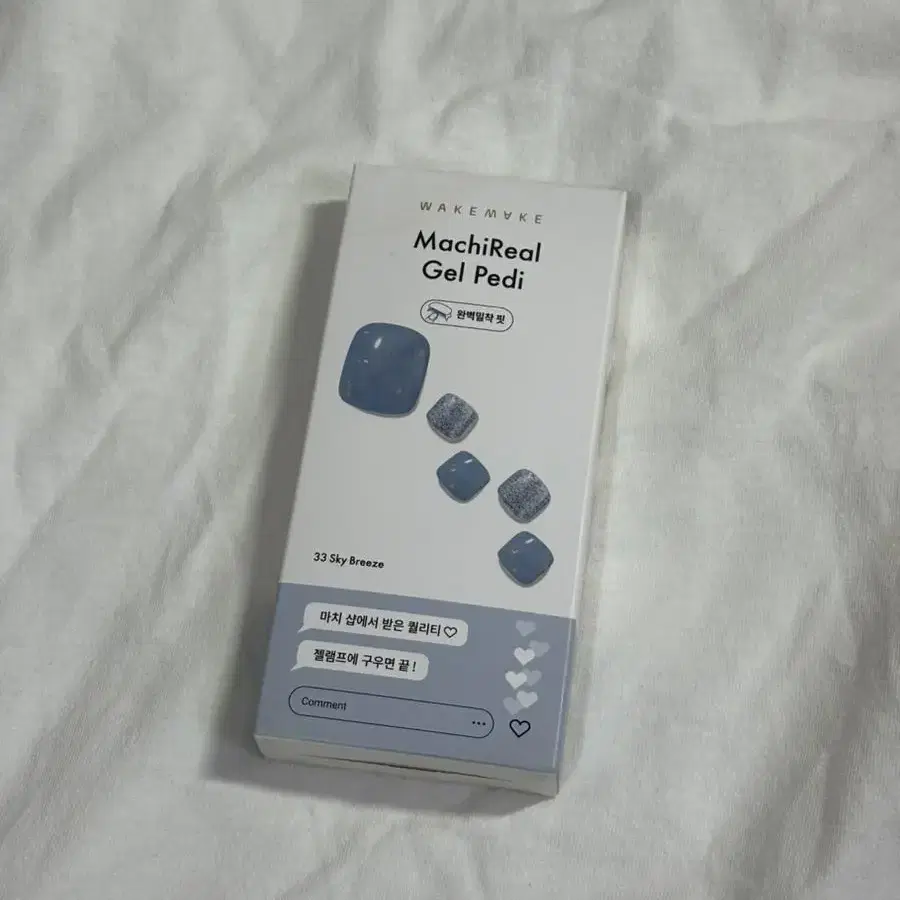 WAKEMAKE
MachiReal
Gel Pedi
완벽밀착 핏
33 Sky Breeze
마치 샵에서 받은 퀄리티♡
젤램프에 구우면 끝!
Comment